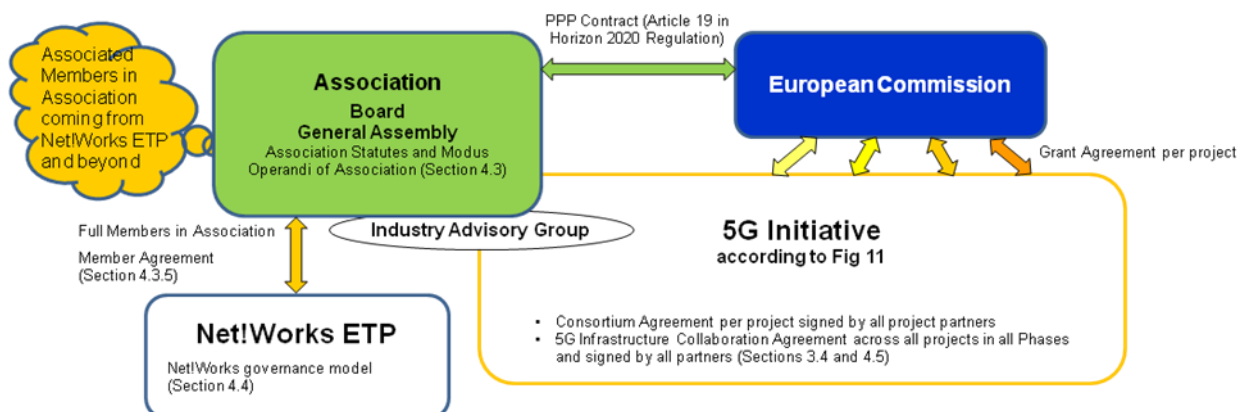 PPP Contract (Article 19 in
Horizon 2020 Regulation)
Associated
Members in
Association
coming from
Net!Works ETP
and beyond
Association
Board
General Assembly
Association Statutes and Modus
Operandi of Association (Section 4.3)
European Commission
Grant Agreement per project
Full Members in Association
Member Agreement
(Section 4.3.5)
Industry Advisory Group
5G Initiative
according to Fig 11
Net!Works ETP
Net!Works governance model
(Section 4.4)
• Consortium Agreement per project signed by all project partners
• 5G Infrastructure Collaboration Agreement across all projects in all Phases
and signed by all partners (Sections 3.4 and 4.5)